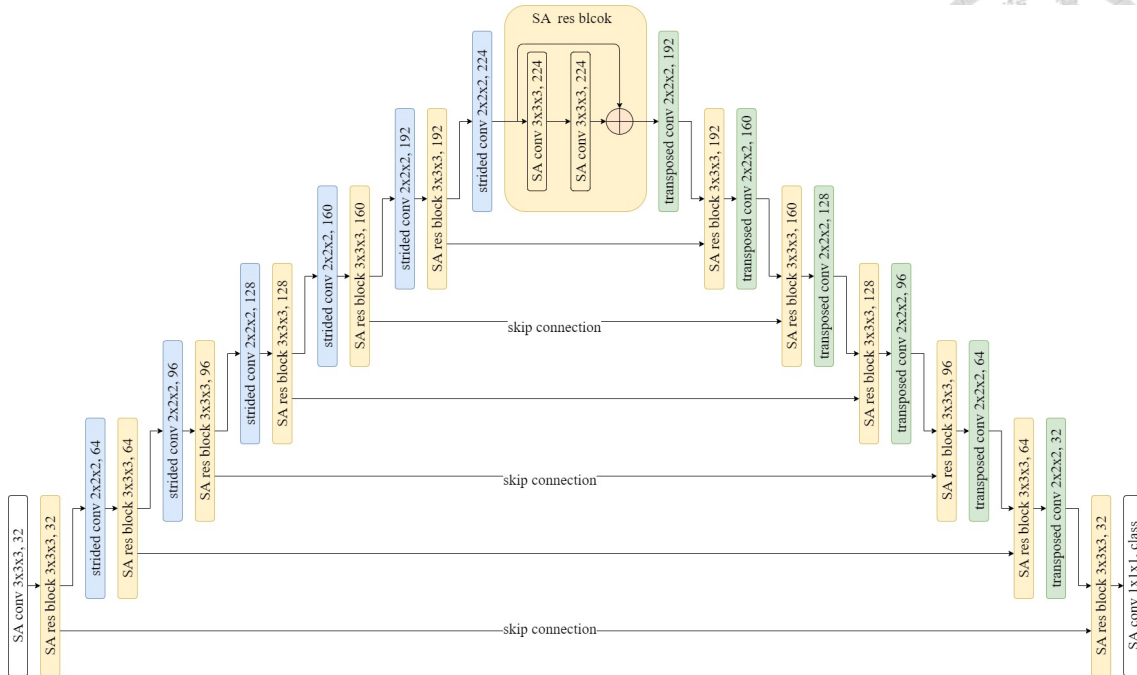 SA conv 3x3x3, 32
SA res block 3x3x3, 32
strided conv 2x2x2, 64
SA res block 3x3x3, 64
strided conv 2x2x2, 96
SA res block 3x3x3, 96
strided conv 2x2x2, 128
SA res block 3x3x3, 128
strided conv 2x2x2, 160
SA res block 3x3x3, 160
strided conv 2x2x2, 192
SA res block 3x3x3, 192
strided conv 2x2x2, 224
SA res blcok
SA conv 3x3x3, 224
SA conv 3x3x3, 224
transposed conv 2x2x2, 192
SA res block 3x3x3, 192
transposed conv 2x2x2, 160
SA res block 3x3x3, 160
transposed conv 2x2x2, 128
SA res block 3x3x3, 128
transposed conv 2x2x2, 96
SA res block 3x3x3, 96
transposed conv 2x2x2, 64
SA res block 3x3x3, 64
transposed conv 2x2x2, 32
SA res block 3x3x3, 32
SA conv 1x1x1, class
skip connection
skip connection
skip connection